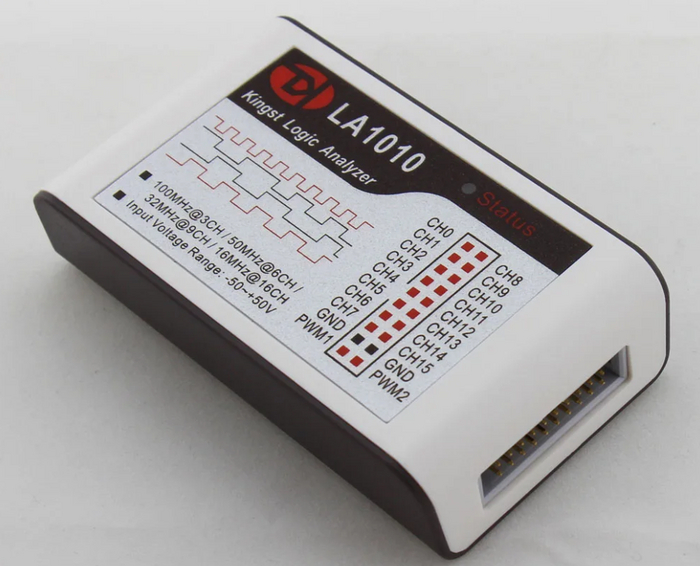 LA1010
Kingst Logic Analyzer
Status
100MHz@3CH / 50MHz@6CH /
32MHz@9CH / 16MHz@16CH
Input Voltage Range: -50~+50V
CH0
CH1
CH2
CH3
CH4
CH5
CH6
CH7
GND
PWM1
CH8
CH9
CH10
CH11
CH12
CH13
CH14
CH15
GND
PWM2